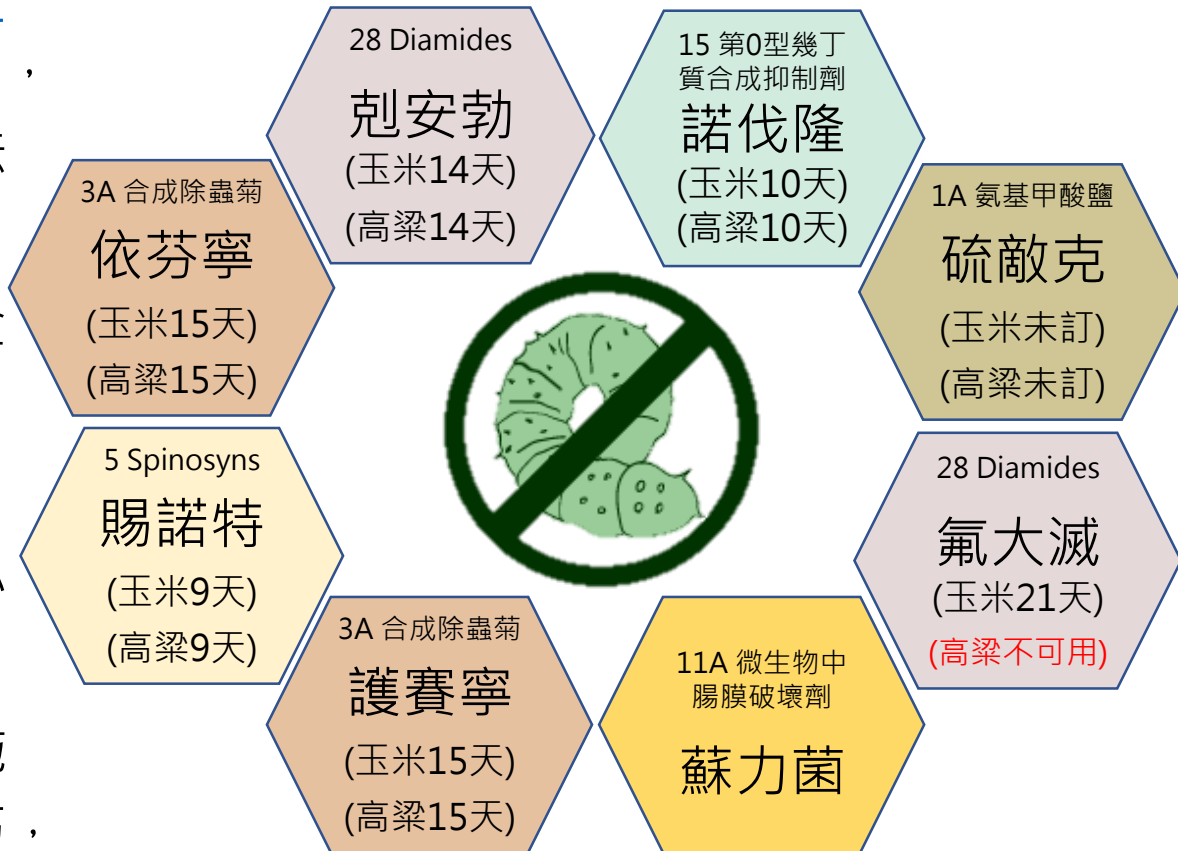 28 Diamides
剋安勃
(玉米14天)
(高粱14天)
15 第0型幾丁
質合成抑制劑
諾伐隆
(玉米10天)
(高粱10天)
3A 合成除蟲菊
依芬寧
(玉米15天)
(高粱15天)
1A 氨基甲酸鹽
硫敵克
(玉米未訂)
(高粱未訂)
5 Spinosyns
賜諾特
(玉米9天)
(高粱9天)
28 Diamides
氟大滅
(玉米21天)
(高粱不可用)
3A 合成除蟲菊
護賽寧
(玉米15天)
(高粱15天)
11A 微生物中
腸膜破壞劑
蘇力菌